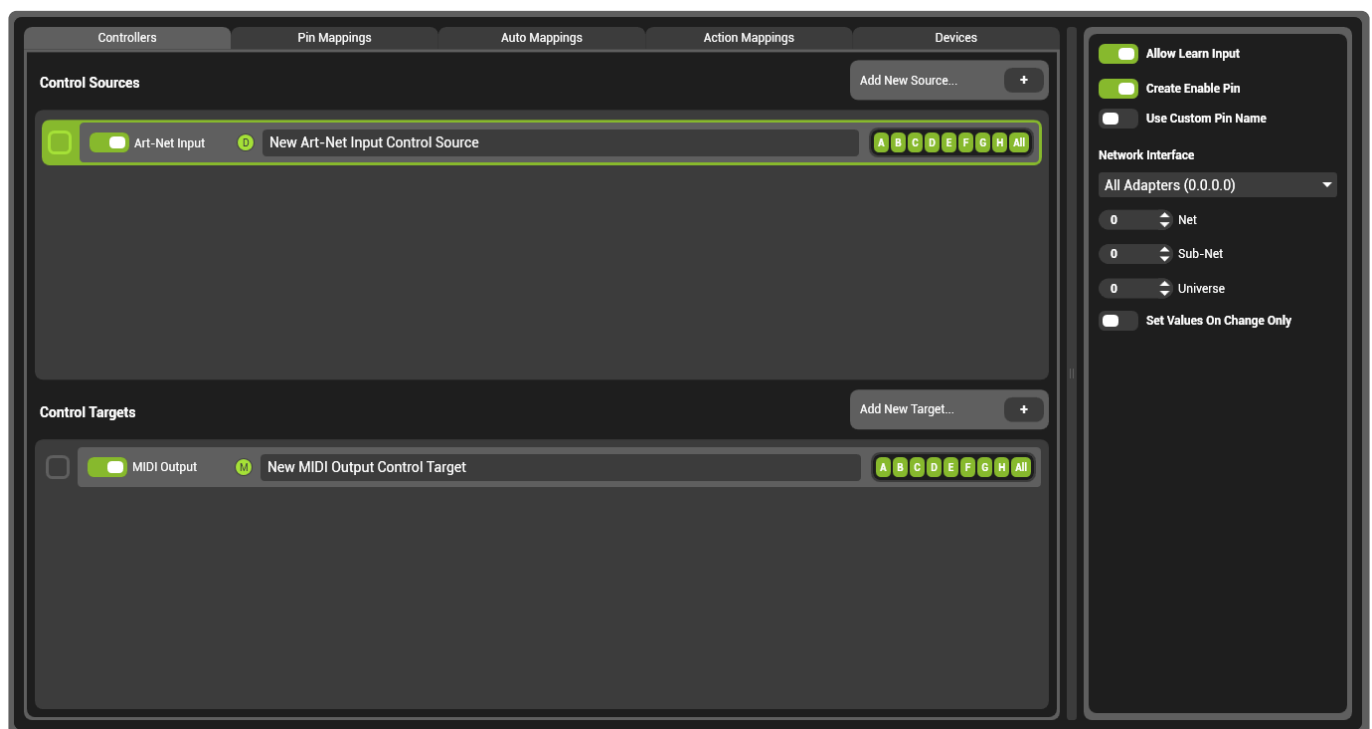 Controllers
Pin Mappings
Auto Mappings
Action Mappings
Devices
Control Sources
Add New Source... +
Art-Net Input D New Art-Net Input Control Source A B C D E F G H All
Control Targets
Add New Target... +
MIDI Output M New MIDI Output Control Target A B C D E F G H All
Allow Learn Input
Create Enable Pin
Use Custom Pin Name
Network Interface
All Adapters (0.0.0.0)
0 Net
0 Sub-Net
0 Universe
Set Values On Change Only